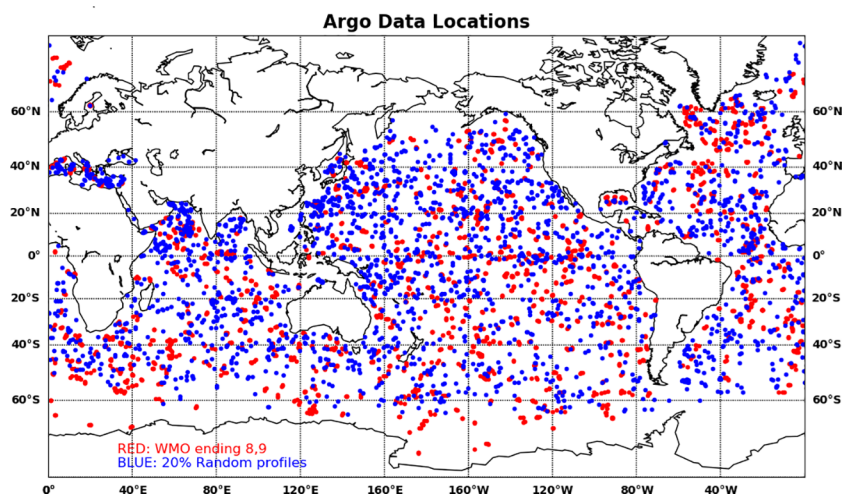 Argo Data Locations
60°N 60°N
40°N 40°N
20°N 20°N
0° 0°
20°S 20°S
40°S 40°S
60°S 60°S
RED: WMO ending 8,9
BLUE: 20% Random profiles
0° 40°E 80°E 120°E 160°E 160°W 120°W 80°W 40°W